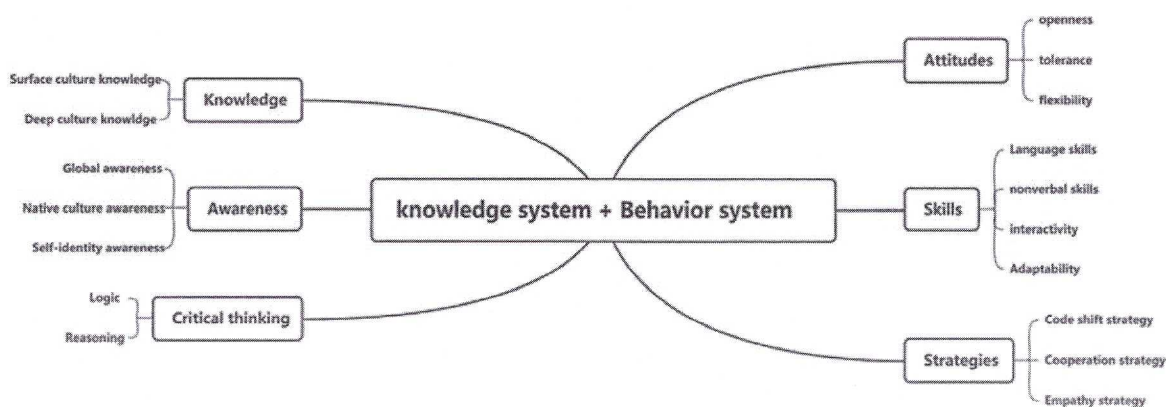 knowledge system + Behavior system
Knowledge
Surface culture knowledge
Deep culture knowldge
Awareness
Global awareness
Native culture awareness
Self-identity awareness
Critical thinking
Logic
Reasoning
Attitudes
openness
tolerance
flexibility
Skills
Language skills
nonverbal skills
interactivity
Adaptability
Strategies
Code shift strategy
Cooperation strategy
Empathy strategy